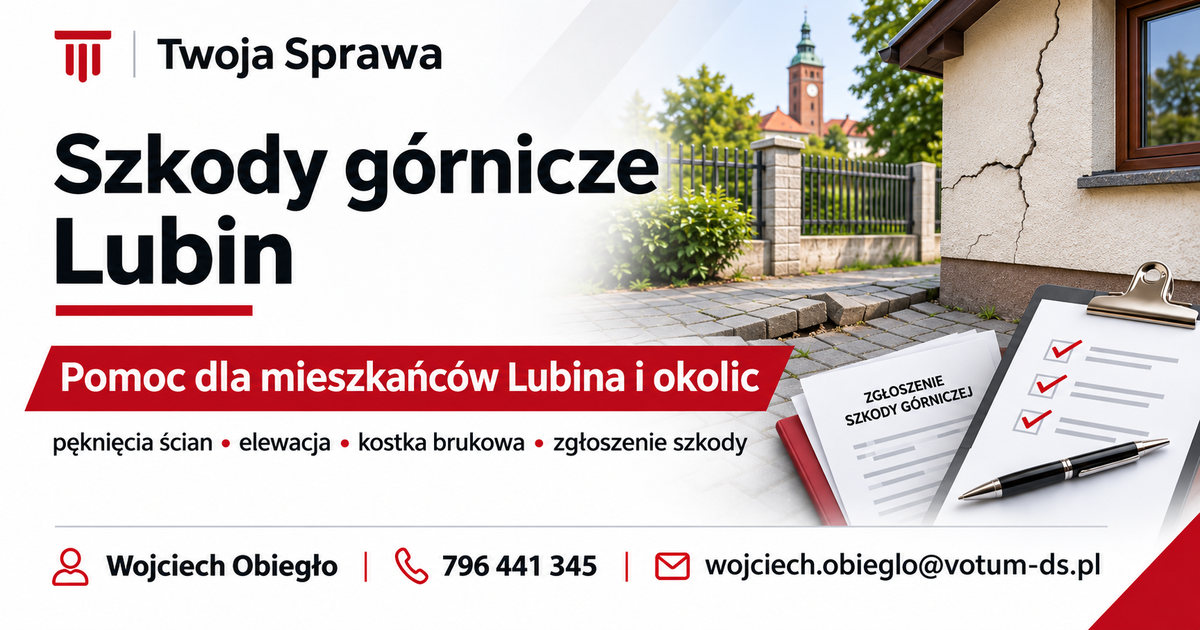 Twoja Sprawa
Szkody górnicze
Lubin
Pomoc dla mieszkańców Lubina i okolic
pęknięcia ścian • elewacja • kostka brukowa • zgłoszenie szkody
ZGŁOSZENIE
SZKODY GÓRNICZEJ
Wojciech Obiegło | 796 441 345 | wojciech.obieglo@votum-ds.pl